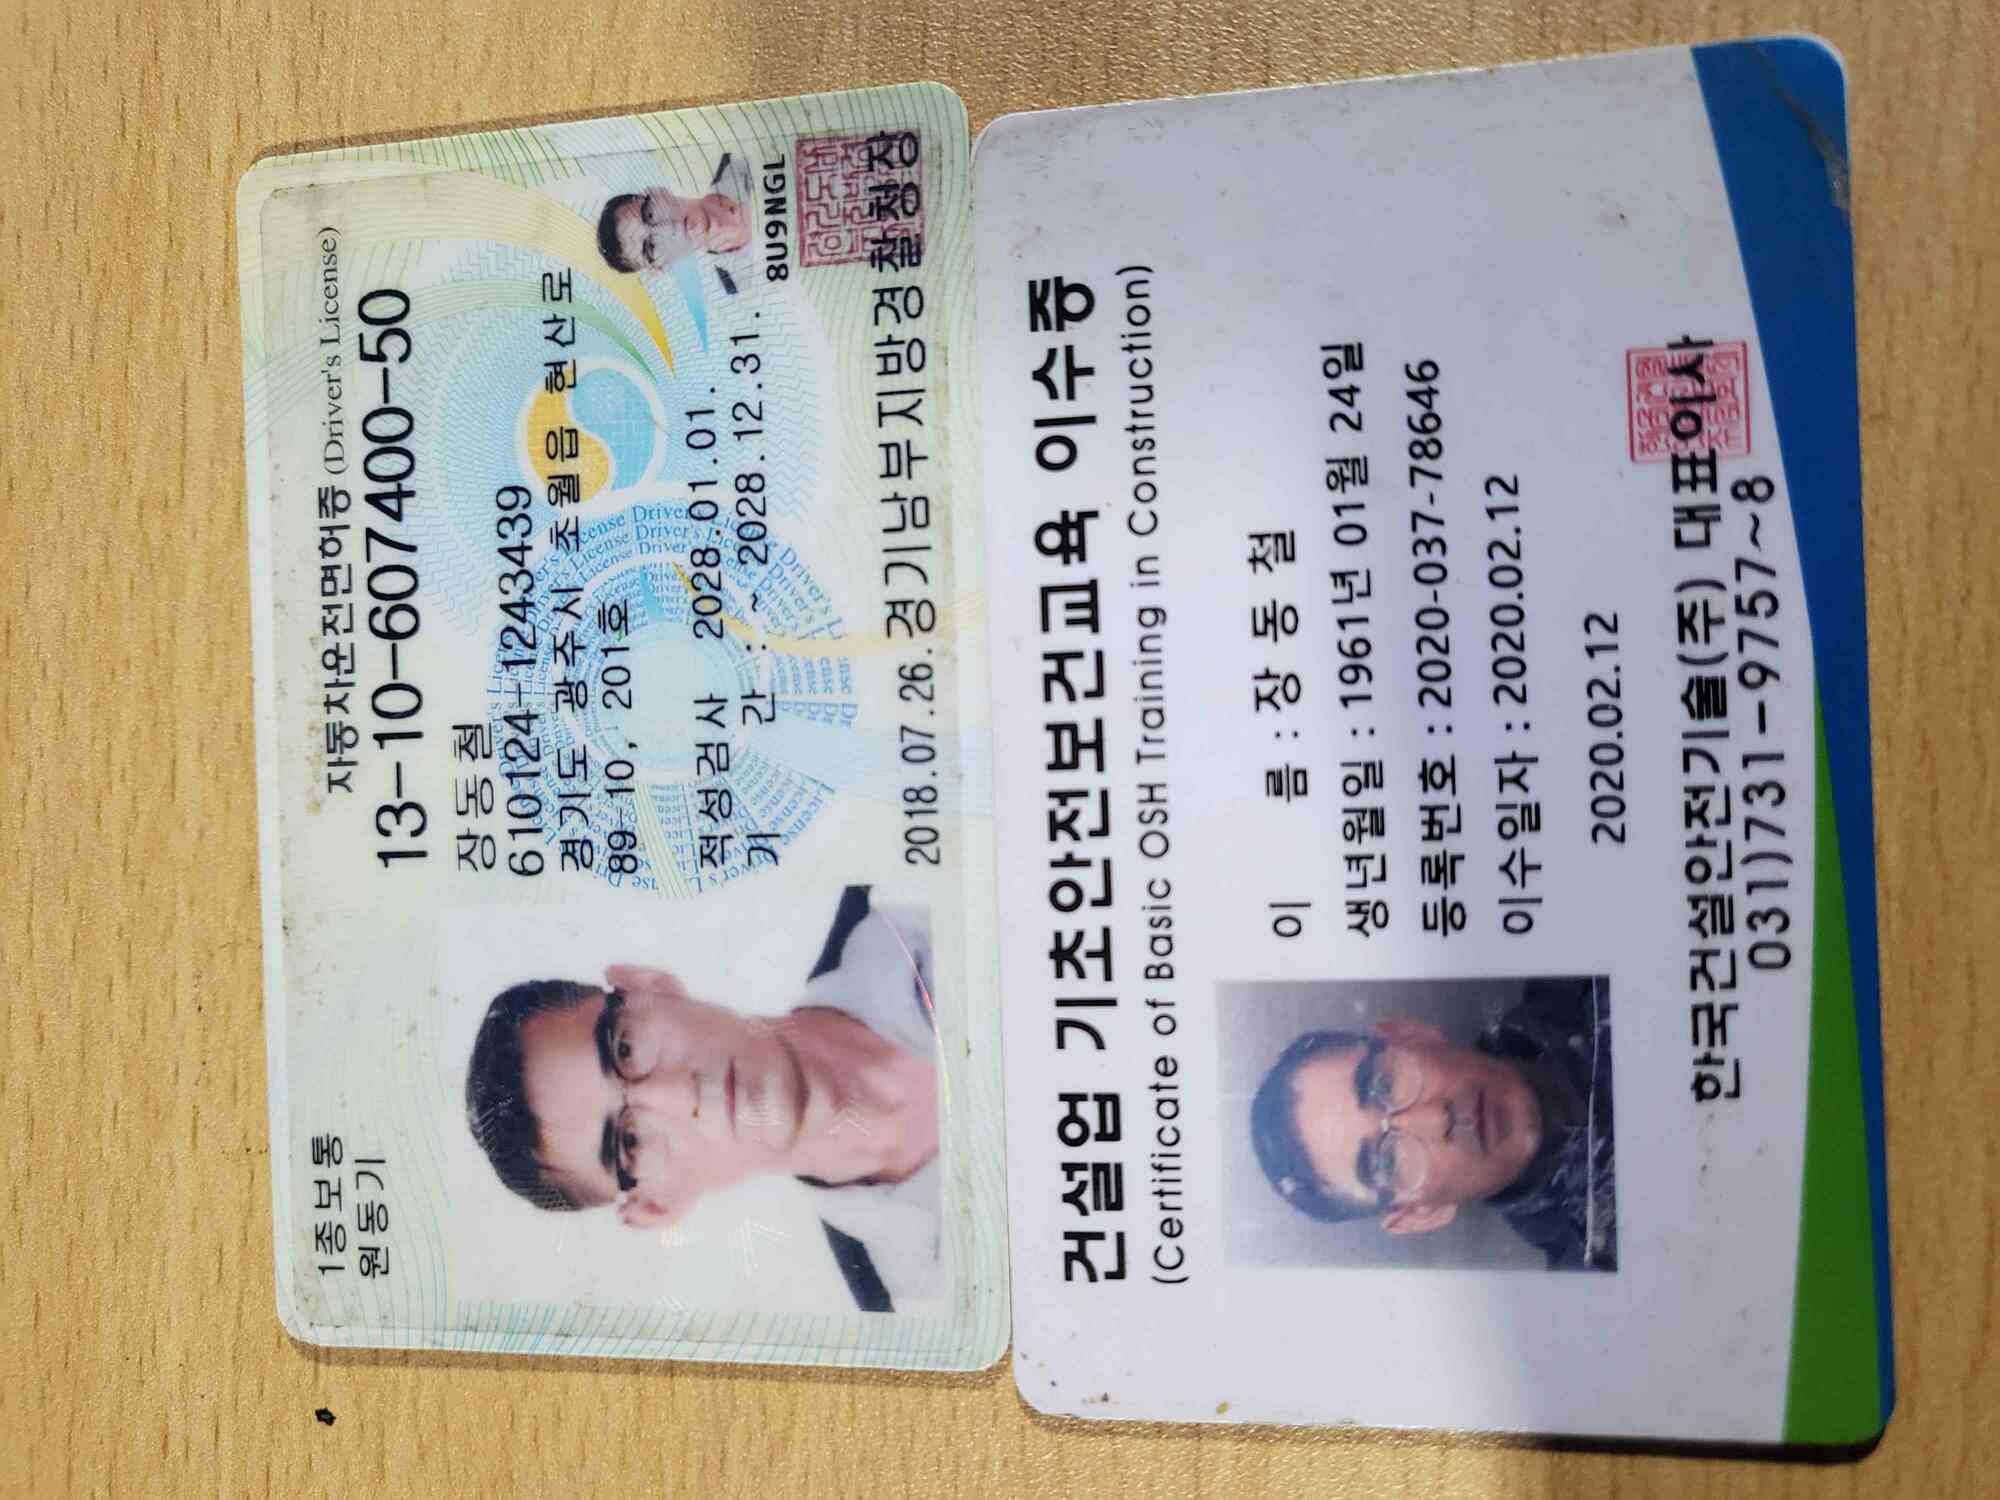 1종보통
원동기
자동차운전면허증 (Driver's License)
13-10-607400-50
장동철
610124-1243439
경기도 광주시 초월읍 현산로
89-10, 201호
적성검사 2028.01.01.
기 간 : ~ 2028.12.31.
8U9NGL
2018.07.26.경기남부지방경찰청장
건설업 기초안전보건교육 이수증
(Certificate of Basic OSH Training in Construction)
이 름 : 장 동 철
생년월일 : 1961년 01월 24일
등록번호 : 2020-037-78646
이수일자 : 2020.02.12
2020.02.12
한국건설안전기술(주) 대표이사
031)731-9757~8